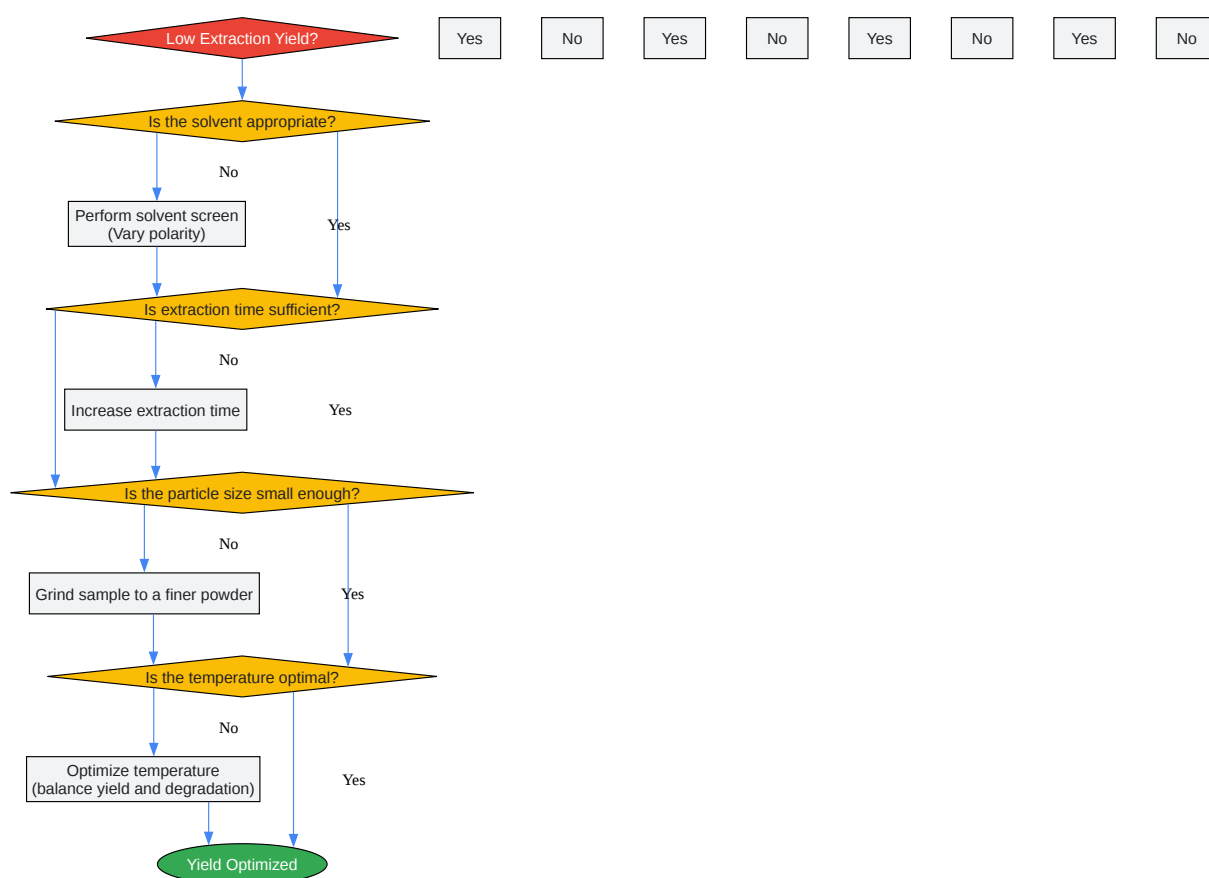 Low Extraction Yield?
Yes
No
Yes
No
Yes
No
Yes
No
Is the solvent appropriate?
No
Perform solvent screen
(Vary polarity)
Yes
Is extraction time sufficient?
No
Increase extraction time
Yes
Is the particle size small enough?
No
Grind sample to a finer powder
Yes
Is the temperature optimal?
No
Optimize temperature
(balance yield and degradation)
Yes
Yield Optimized